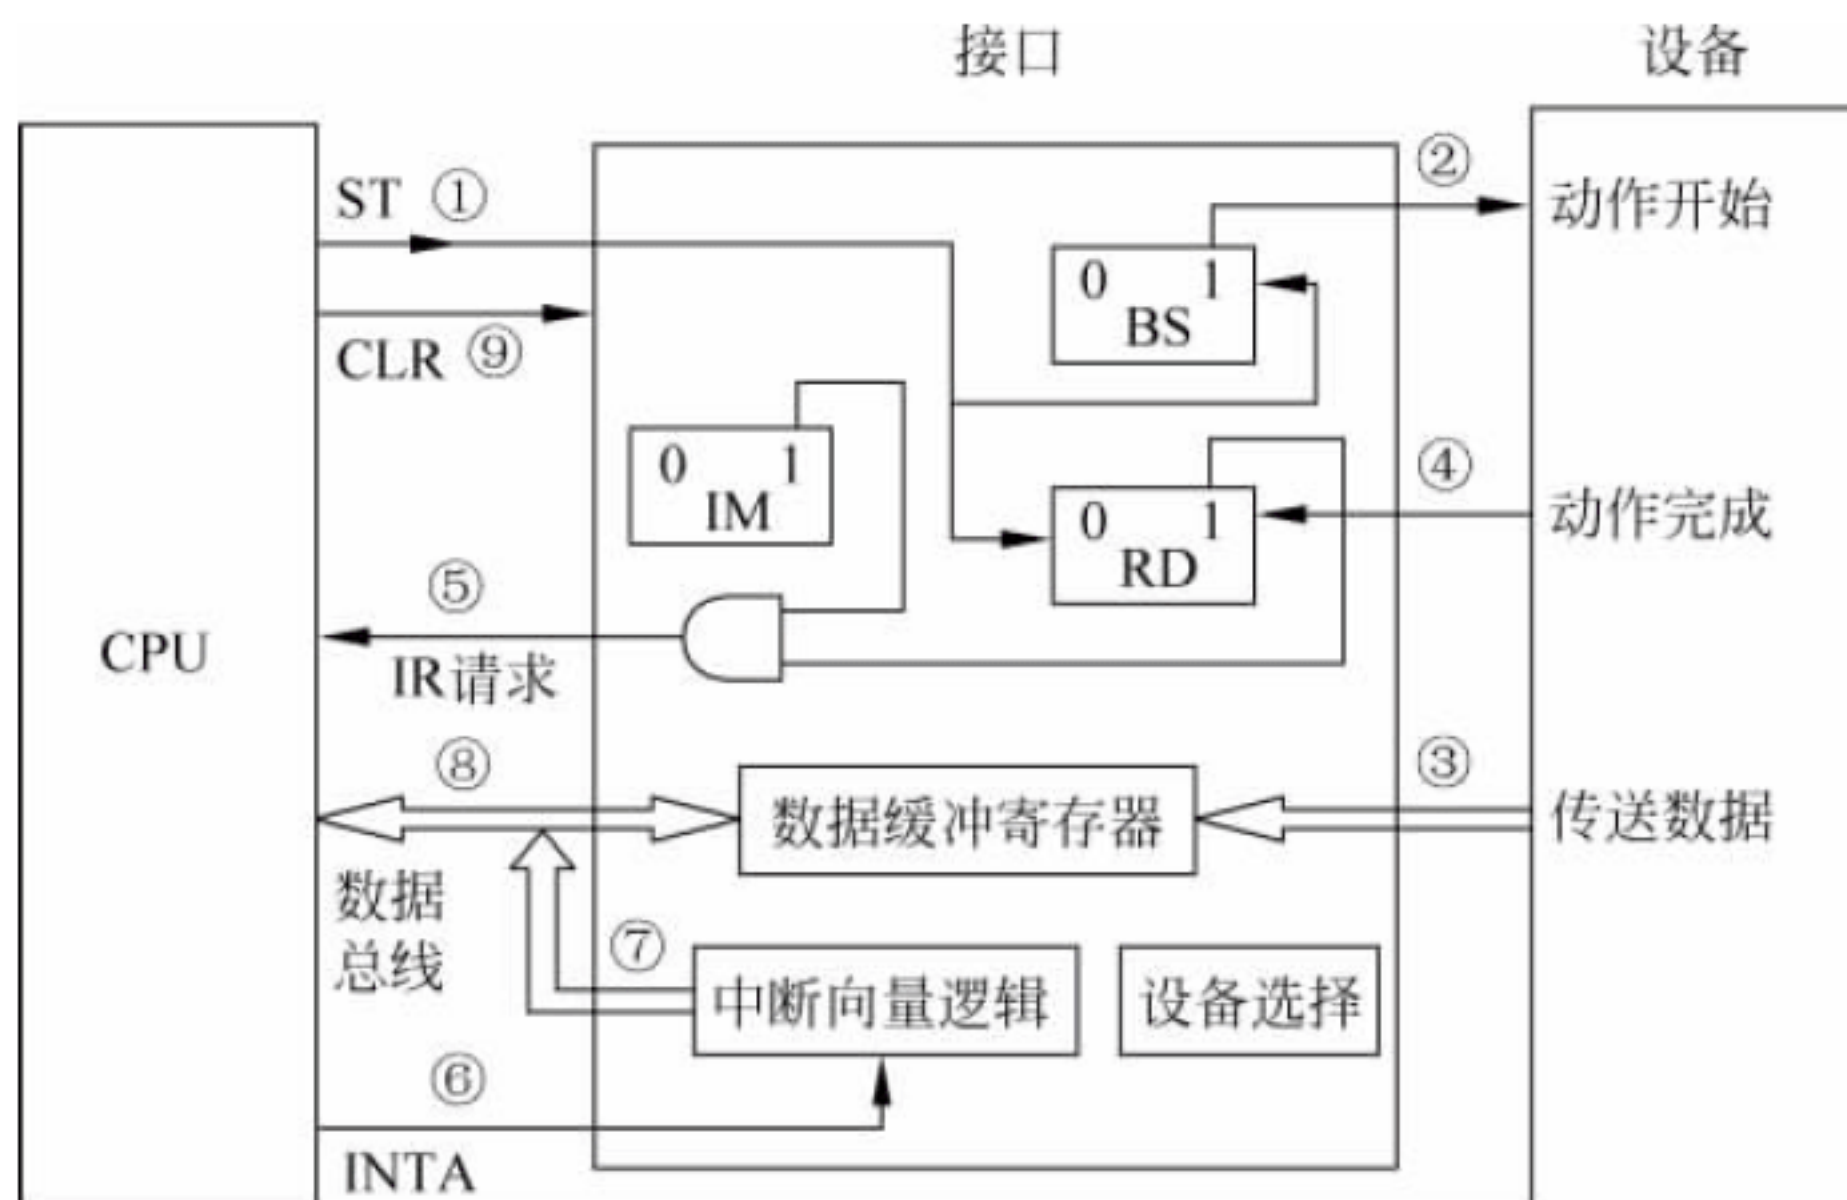 接口
设备
ST ①
②
动作开始
0 1
BS
CLR ⑨
0 1
IM
④
0 1
RD
动作完成
⑤
CPU
IR请求
⑧
③
数据缓冲寄存器
传送数据
数据
总线
⑦
中断向量逻辑
设备选择
⑥
INTA